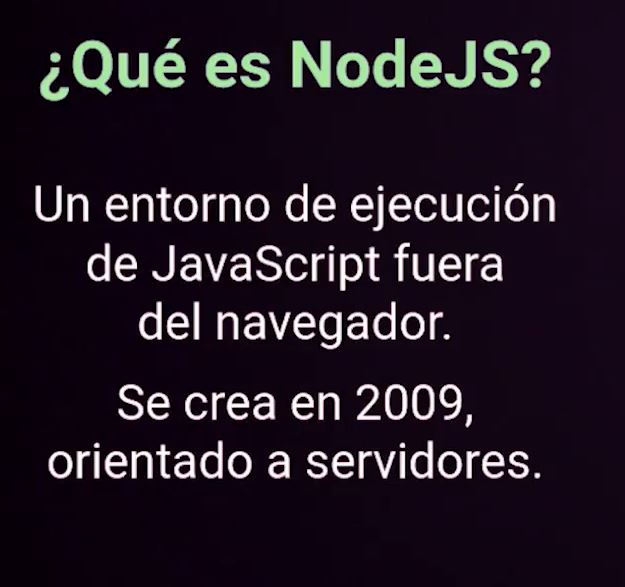 ¿Qué es NodeJS?
Un entorno de ejecución
de JavaScript fuera
del navegador.
Se crea en 2009,
orientado a servidores.